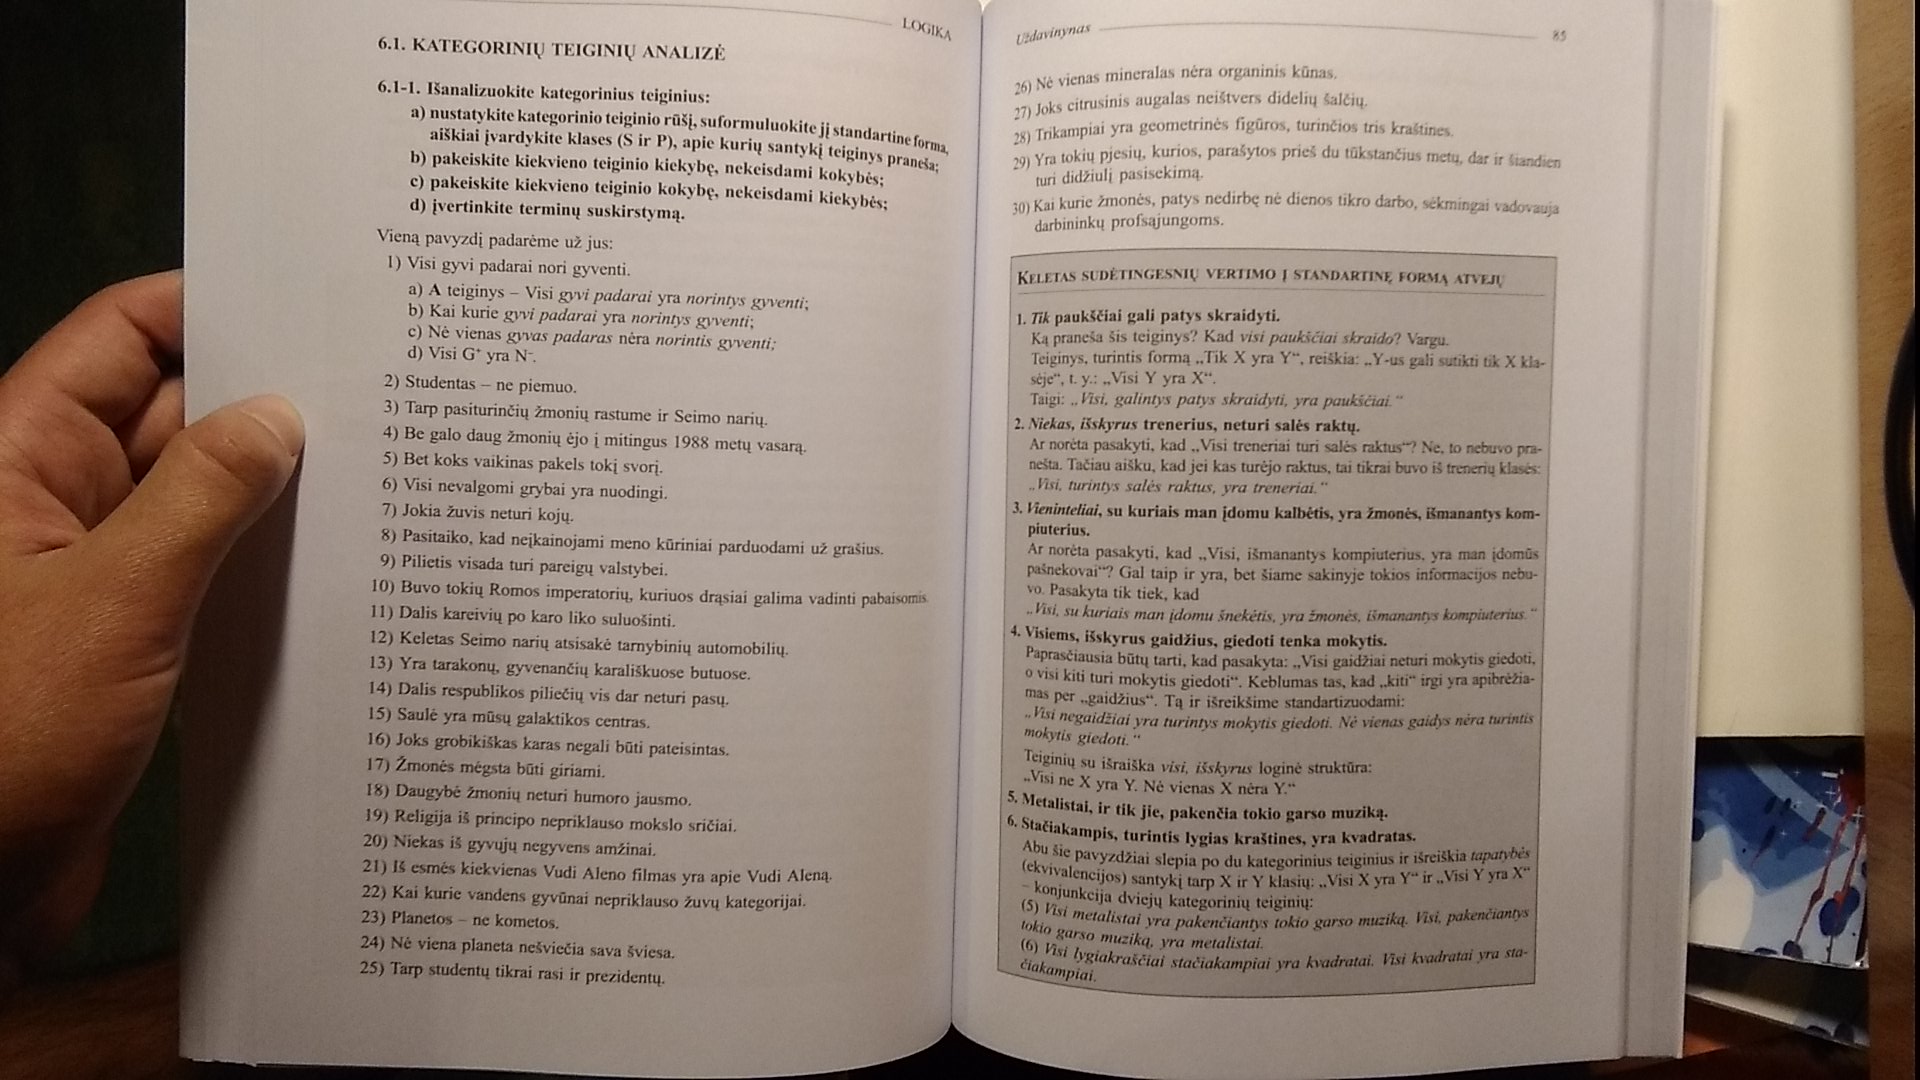 LOGIKA
6.1. KATEGORINIŲ TEIGINIŲ ANALIZĖ
6.1-1. Išanalizuokite kategorinius teiginius:
a) nustatykite kategorinio teiginio rūšį, suformuluokite jį standartine forma,
aiškiai įvardykite klases (S ir P), apie kurių santykį teiginys praneša;
b) pakeiskite kiekvieno teiginio kiekybę, nekeisdami kokybės;
c) pakeiskite kiekvieno teiginio kokybę, nekeisdami kiekybės;
d) įvertinkite terminų suskirstymą.
Vieną pavyzdį padarėme už jus:
1) Visi gyvi padarai nori gyventi.
a) A teiginys – Visi gyvi padarai yra norintys gyventi;
b) Kai kurie gyvi padarai yra norintys gyventi;
c) Nė vienas gyvas padaras nėra norintis gyventi;
d) Visi G⁺ yra N⁻.
2) Studentas – ne piemuo.
3) Tarp pasiturinčių žmonių rastume ir Seimo narių.
4) Be galo daug žmonių ėjo į mitingus 1988 metų vasarą.
5) Bet koks vaikinas pakels tokį svorį.
6) Visi nevalgomi grybai yra nuodingi.
7) Jokia žuvis neturi kojų.
8) Pasitaiko, kad neįkainojami meno kūriniai parduodami už grašius.
9) Pilietis visada turi pareigų valstybei.
10) Buvo tokių Romos imperatorių, kuriuos drąsiai galima vadinti pabaisomis.
11) Dalis kareivių po karo liko suluošinti.
12) Keletas Seimo narių atsisakė tarnybinių automobilių.
13) Yra tarakonų, gyvenančių karališkuose butuose.
14) Dalis respublikos piliečių vis dar neturi pasų.
15) Saulė yra mūsų galaktikos centras.
16) Joks grobikiškas karas negali būti pateisintas.
17) Žmonės mėgsta būti giriami.
18) Daugybė žmonių neturi humoro jausmo.
19) Religija iš principo nepriklauso mokslo sričiai.
20) Niekas iš gyvųjų negyvens amžinai.
21) Iš esmės kiekvienas Vudi Aleno filmas yra apie Vudi Aleną.
22) Kai kurie vandens gyvūnai nepriklauso žuvų kategorijai.
23) Planetos – ne kometos.
24) Nė viena planeta nešviečia sava šviesa.
25) Tarp studentų tikrai rasi ir prezidentų.
Uždavinynas 85
26) Nė vienas mineralas nėra organinis kūnas.
27) Joks citrusinis augalas neištvers didelių šalčių.
28) Trikampiai yra geometrinės figūros, turinčios tris kraštines.
29) Yra tokių pjesių, kurios, parašytos prieš du tūkstančius metų, dar ir šiandien
turi didžiulį pasisekimą.
30) Kai kurie žmonės, patys nedirbę nė dienos tikro darbo, sėkmingai vadovauja
darbininkų profsąjungoms.
KELETAS SUDĖTINGESNIŲ VERTIMO Į STANDARTINĘ FORMĄ ATVEJŲ
1. Tik paukščiai gali patys skraidyti.
Ką praneša šis teiginys? Kad visi paukščiai skraido? Vargu.
Teiginys, turintis formą „Tik X yra Y“, reiškia: „Y-us gali sutikti tik X kla-
sėje“, t. y.: „Visi Y yra X“.
Taigi: „Visi, galintys patys skraidyti, yra paukščiai.“
2. Niekas, išskyrus trenerius, neturi salės raktų.
Ar norėta pasakyti, kad „Visi treneriai turi salės raktus“? Ne, to nebuvo pra-
nešta. Tačiau aišku, kad jei kas turėjo raktus, tai tikrai buvo iš trenerių klasės:
„Visi, turintys salės raktus, yra treneriai.“
3. Vieninteliai, su kuriais man įdomu kalbėtis, yra žmonės, išmanantys kom-
piuterius.
Ar norėta pasakyti, kad „Visi, išmanantys kompiuterius, yra man įdomūs
pašnekovai“? Gal taip ir yra, bet šiame sakinyje tokios informacijos nebu-
vo. Pasakyta tik tiek, kad
„Visi, su kuriais man įdomu šnekėtis, yra žmonės, išmanantys kompiuterius.“
4. Visiems, išskyrus gaidžius, giedoti tenka mokytis.
Paprasčiausia būtų tarti, kad pasakyta: „Visi gaidžiai neturi mokytis giedoti,
o visi kiti turi mokytis giedoti“. Keblumas tas, kad „kiti“ irgi yra apibrėžia-
mas per „gaidžius“. Tą ir išreikšime standartizuodami:
„Visi negaidžiai yra turintys mokytis giedoti. Nė vienas gaidys nėra turintis
mokytis giedoti.“
Teiginių su išraiška visi, išskyrus loginė struktūra:
„Visi ne X yra Y. Nė vienas X nėra Y.“
5. Metalistai, ir tik jie, pakenčia tokio garso muziką.
6. Stačiakampis, turintis lygias kraštines, yra kvadratas.
Abu šie pavyzdžiai slepia po du kategorinius teiginius ir išreiškia tapatybės
(ekvivalencijos) santykį tarp X ir Y klasių: „Visi X yra Y“ ir „Visi Y yra X“
– konjunkcija dviejų kategorinių teiginių:
(5) Visi metalistai yra pakenčiantys tokio garso muziką. Visi, pakenčiantys
tokio garso muziką, yra metalistai.
(6) Visi lygiakraščiai stačiakampiai yra kvadratai. Visi kvadratai yra sta-
čiakampiai.